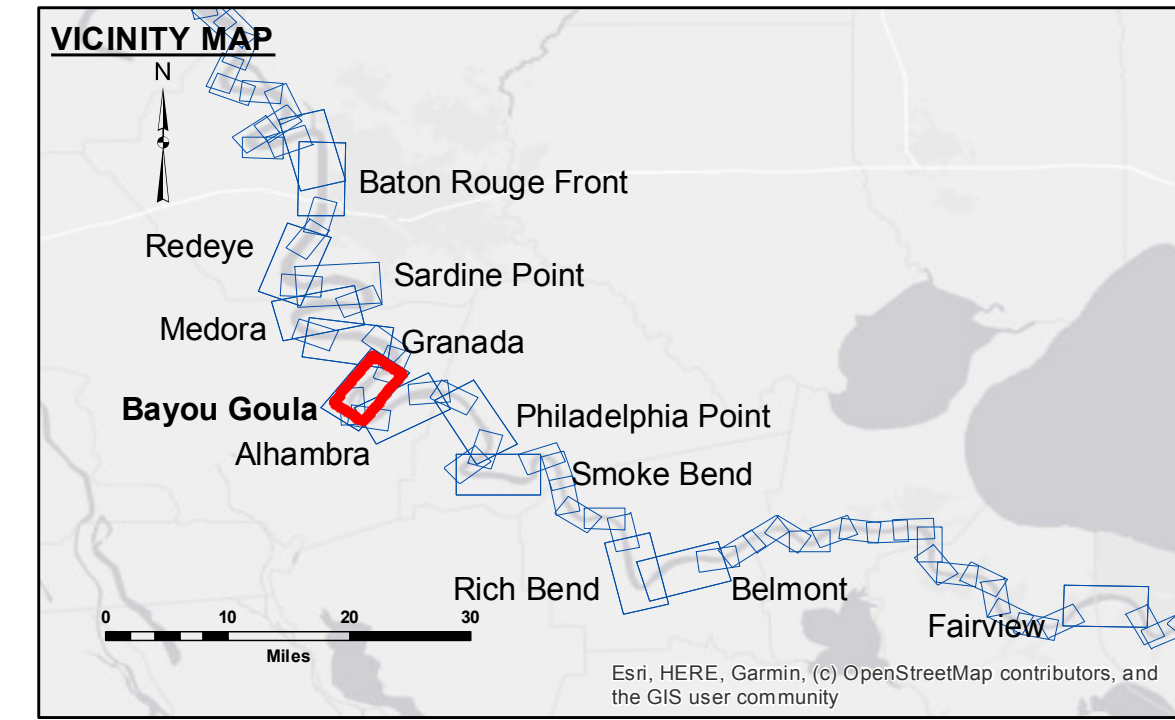 VICINITY MAP
N
Baton Rouge Front
Redeye
Sardine Point
Medora
Granada
Bayou Goula
Philadelphia Point
Alhambra
Smoke Bend
Rich Bend
Belmont
Fairview
0 10 20 30
Miles
Esri, HERE, Garmin, (c) OpenStreetMap contributors, and
the GIS user community